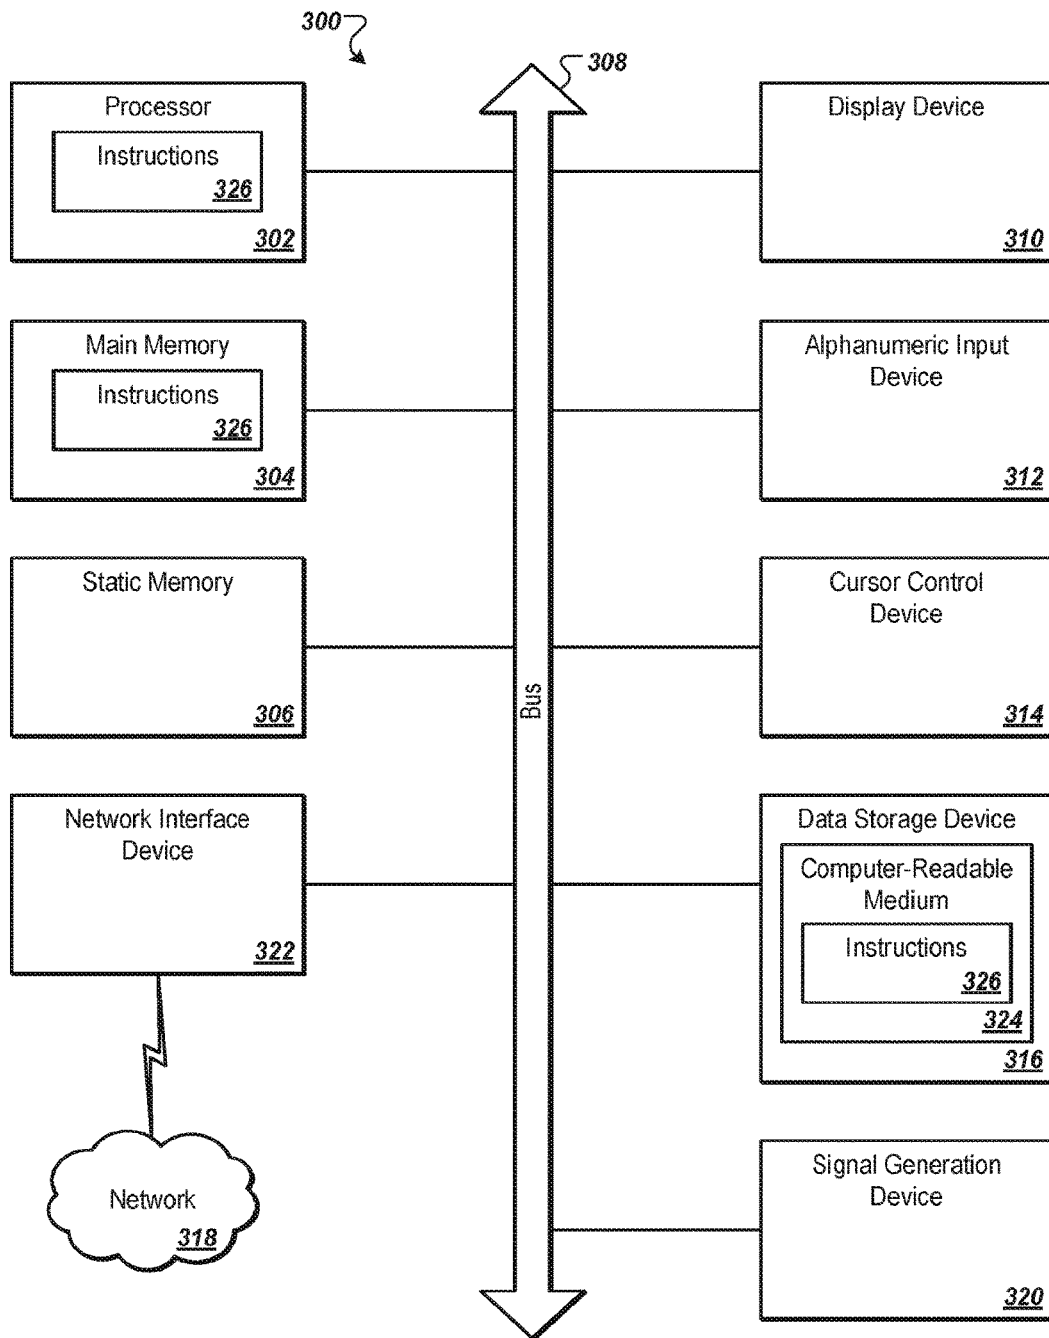 300
308
Processor
Instructions
326
302
Display Device
310
Main Memory
Instructions
326
304
Alphanumeric Input
Device
312
Static Memory
306
Bus
Cursor Control
Device
314
Network Interface
Device
322
Data Storage Device
Computer-Readable
Medium
Instructions
326
324
316
Network
318
Signal Generation
Device
320